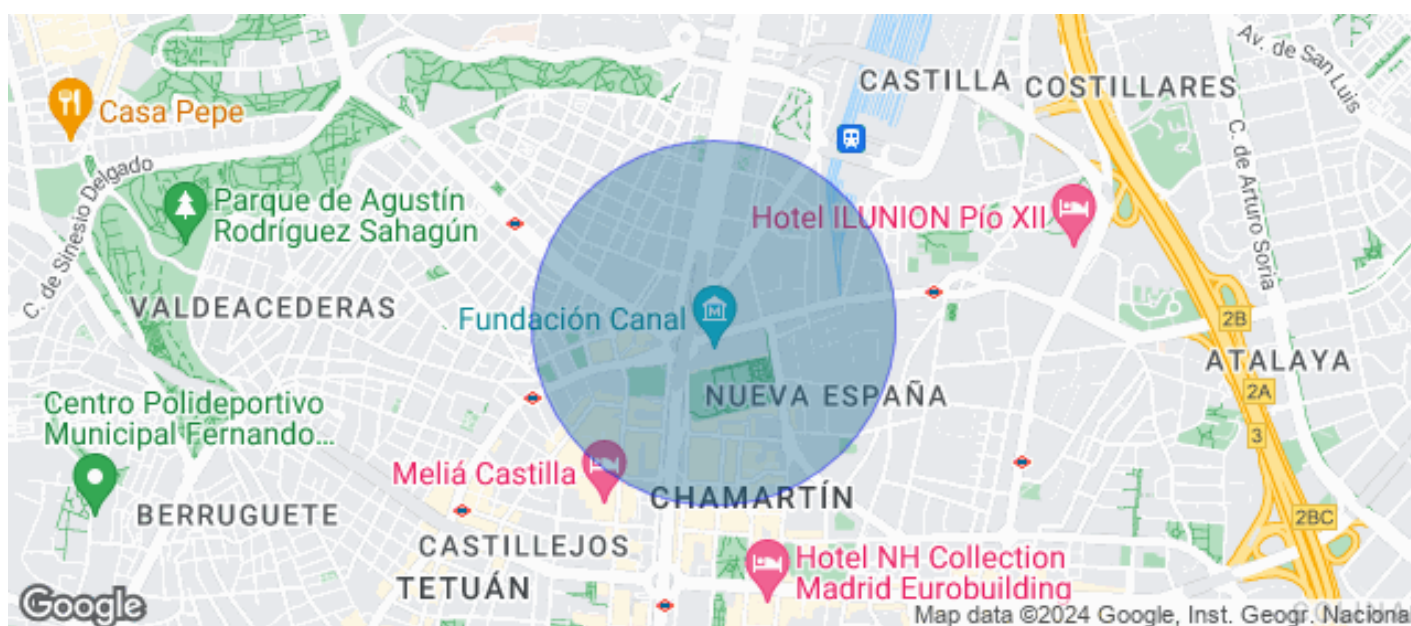 CASTILLA
COSTILLARES
Av. de San Luis
Casa Pepe
C. de Sinesio Delgado
C. de Arturo Soria
Parque de Agustín
Rodríguez Sahagún
Hotel ILUNION Pío XII
VALDEACEDERAS
Fundación Canal
2B
ATALAYA
NUEVA ESPAÑA
2A
Centro Polideportivo
Municipal Fernando...
3
Meliá Castilla
CHAMARTÍN
BERRUGUETE
2BC
CASTILLEJOS
TETUÁN
Hotel NH Collection
Madrid Eurobuilding
Google
Map data ©2024 Google, Inst. Geogr. Nacional